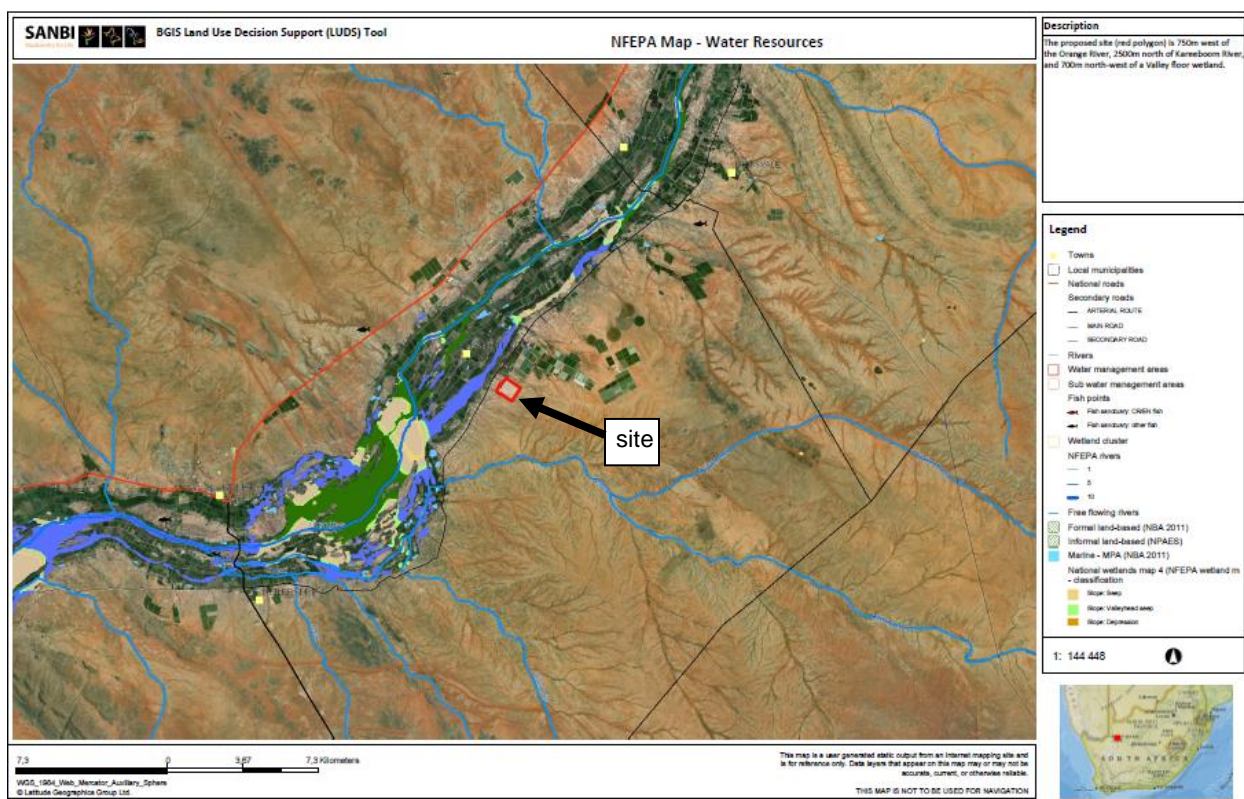 SANBI
Biodiversity for Life
BGIS Land Use Decision Support (LUDS) Tool
NFEPA Map - Water Resources
Description
The proposed site (red polygon) is 750m west of
the Orange River, 2500m north of Kareeboom River,
and 700m north-west of a Valley floor wetland.
site
Legend
Towns
Local municipalities
National roads
Secondary roads
ARTERIAL ROUTE
MAIN ROAD
SECONDARY ROAD
Rivers
Water management areas
Sub water management areas
Fish points
Fish sanctuary: CR/EN fish
Fish sanctuary: other fish
Wetland cluster
NFEPA rivers
1
5
10
Free flowing rivers
Formal land-based (NBA 2011)
Informal land-based (NPAES)
Marine - MPA (NBA 2011)
National wetlands map 4 (NFEPA wetland m
- classification
Slope: Seep
Slope: Valleyhead seep
Slope: Depression
1: 144 448
SOUTH AFRICA
7,3 0 3,67 7,3 Kilometers
WGS_1984_Web_Mercator_Auxiliary_Sphere
© Latitude Geographics Group Ltd.
This map is a user generated static output from an Internet mapping site and
is for reference only. Data layers that appear on this map may or may not be
accurate, current, or otherwise reliable.
THIS MAP IS NOT TO BE USED FOR NAVIGATION